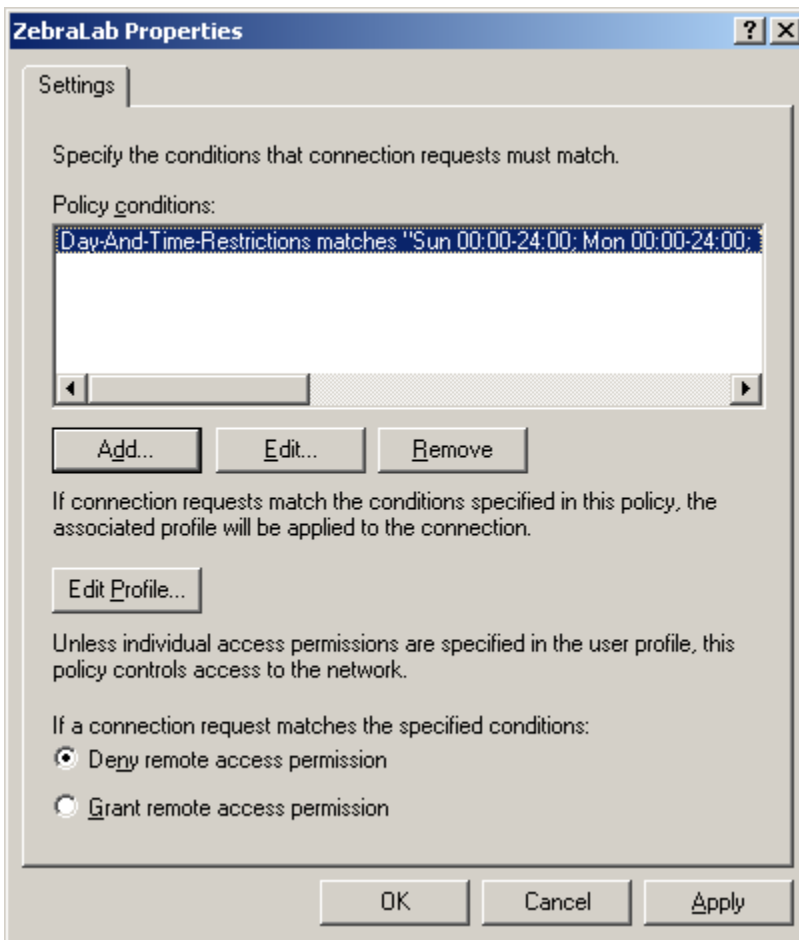 ZebraLab Properties
Settings
Specify the conditions that connection requests must match.
Policy conditions:
Day-And-Time-Restrictions matches "Sun 00:00-24:00; Mon 00:00-24:00;
Add...
Edit...
Remove
If connection requests match the conditions specified in this policy, the
associated profile will be applied to the connection.
Edit Profile...
Unless individual access permissions are specified in the user profile, this
policy controls access to the network.
If a connection request matches the specified conditions:
Deny remote access permission
Grant remote access permission
OK
Cancel
Apply